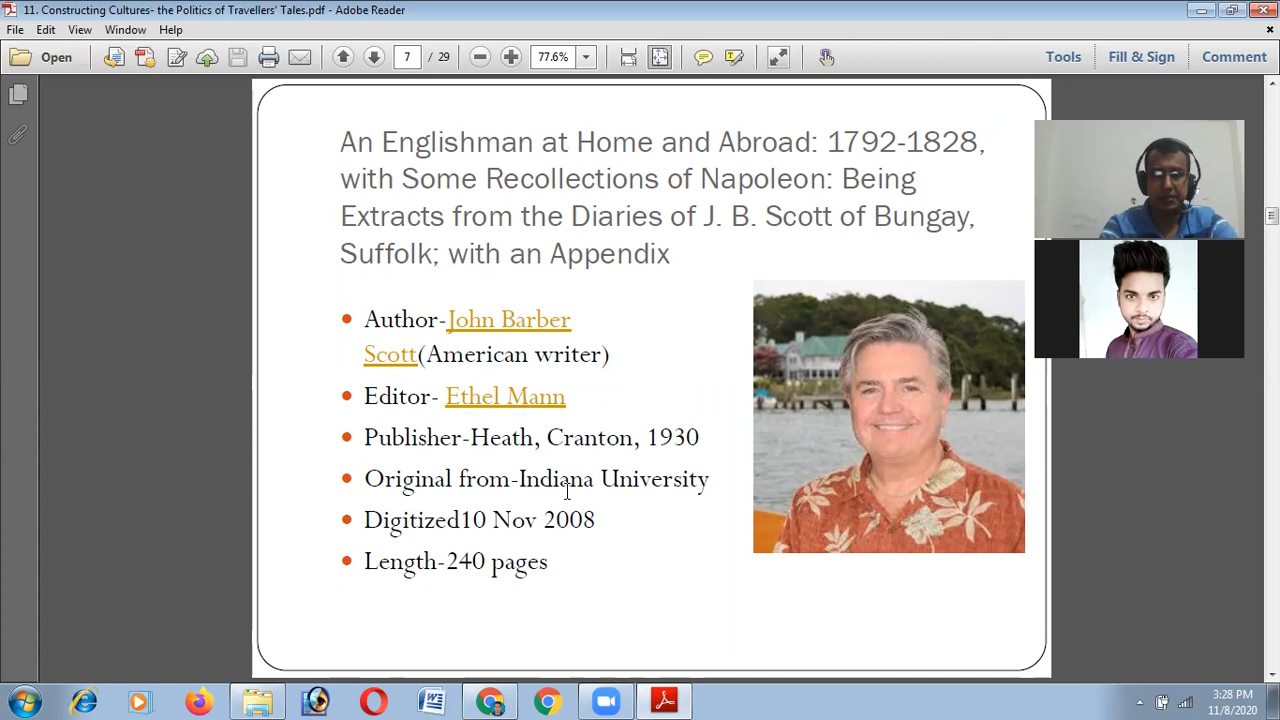 11. Constructing Cultures- the Politics of Travellers' Tales.pdf - Adobe Reader
File Edit View Window Help
Open 7 / 29 77.6% Tools Fill & Sign Comment
An Englishman at Home and Abroad: 1792-1828,
with Some Recollections of Napoleon: Being
Extracts from the Diaries of J. B. Scott of Bungay,
Suffolk; with an Appendix
• Author-John Barber
Scott(American writer)
• Editor- Ethel Mann
• Publisher-Heath, Cranton, 1930
• Original from-Indiana University
• Digitized10 Nov 2008
• Length-240 pages
3:28 PM
11/8/2020